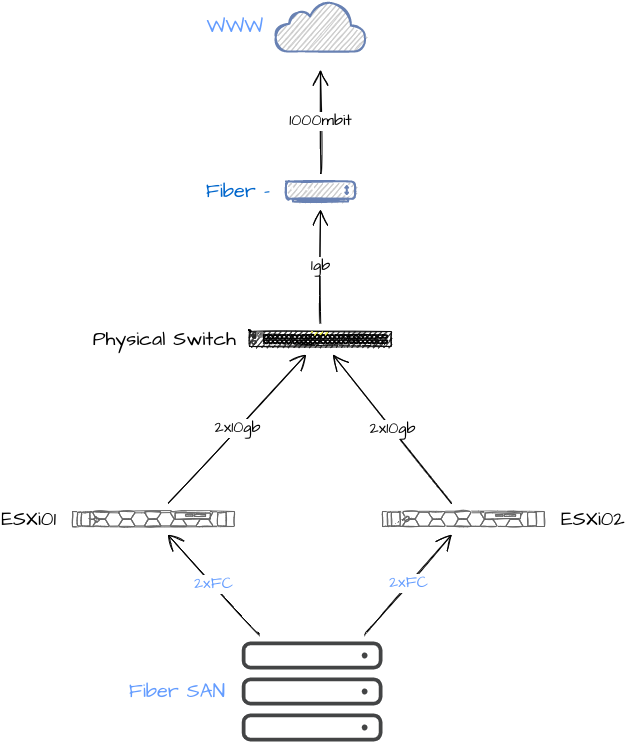 WWW
1000mbit
Fiber -
1gb
Physical Switch
2x10gb
2x10gb
ESXi01
ESXi02
2xFC
2xFC
Fiber SAN